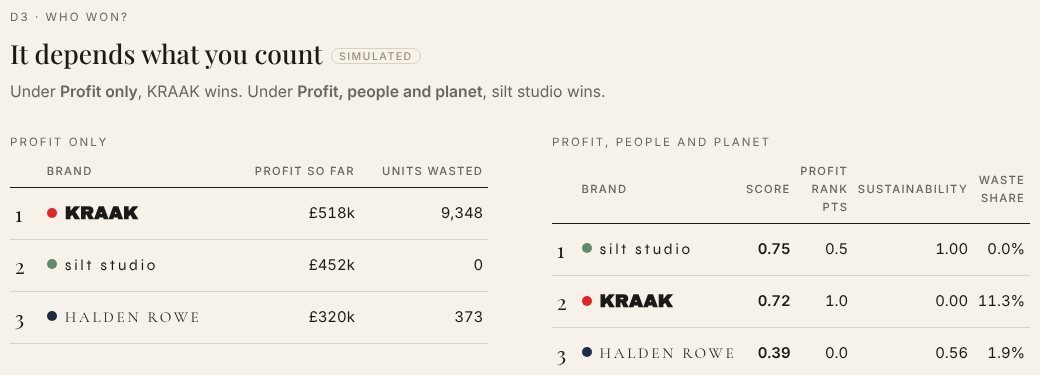 D3 · WHO WON?
It depends what you count SIMULATED
Under Profit only, KRAAK wins. Under Profit, people and planet, silt studio wins.
PROFIT ONLY
BRAND PROFIT SO FAR UNITS WASTED
1 KRAAK £518k 9,348
2 silt studio £452k 0
3 HALDEN ROWE £320k 373
PROFIT, PEOPLE AND PLANET
BRAND SCORE PROFIT RANK PTS SUSTAINABILITY WASTE SHARE
1 silt studio 0.75 0.5 1.00 0.0%
2 KRAAK 0.72 1.0 0.00 11.3%
3 HALDEN ROWE 0.39 0.0 0.56 1.9%